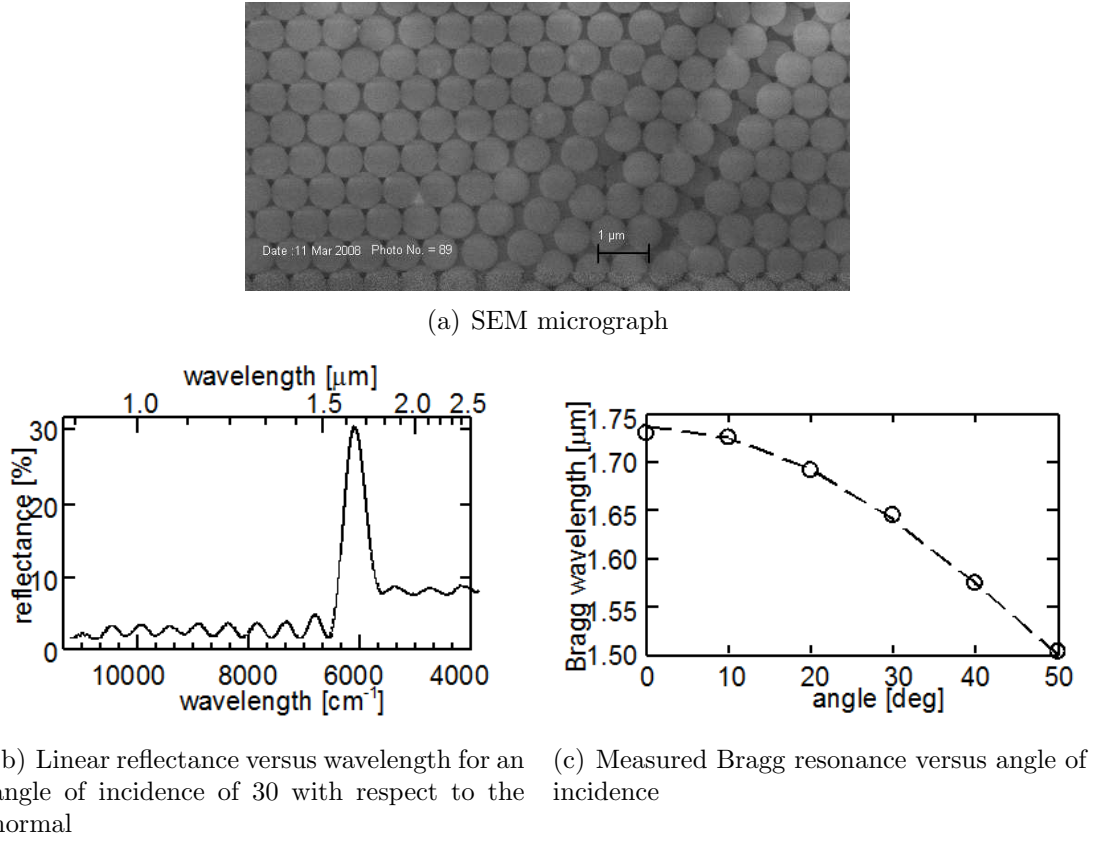 1 µm
Date :11 Mar 2008 Photo No. = 89
(a) SEM micrograph
wavelength [µm]
1.0 1.5 2.0 2.5
30
20
10
0
reflectance [%]
10000 8000 6000 4000
wavelength [cm-1]
1.75
1.70
1.65
1.60
1.55
1.50
Bragg wavelength [µm]
0 10 20 30 40 50
angle [deg]
b) Linear reflectance versus wavelength for an
angle of incidence of 30 with respect to the
normal
(c) Measured Bragg resonance versus angle of
incidence